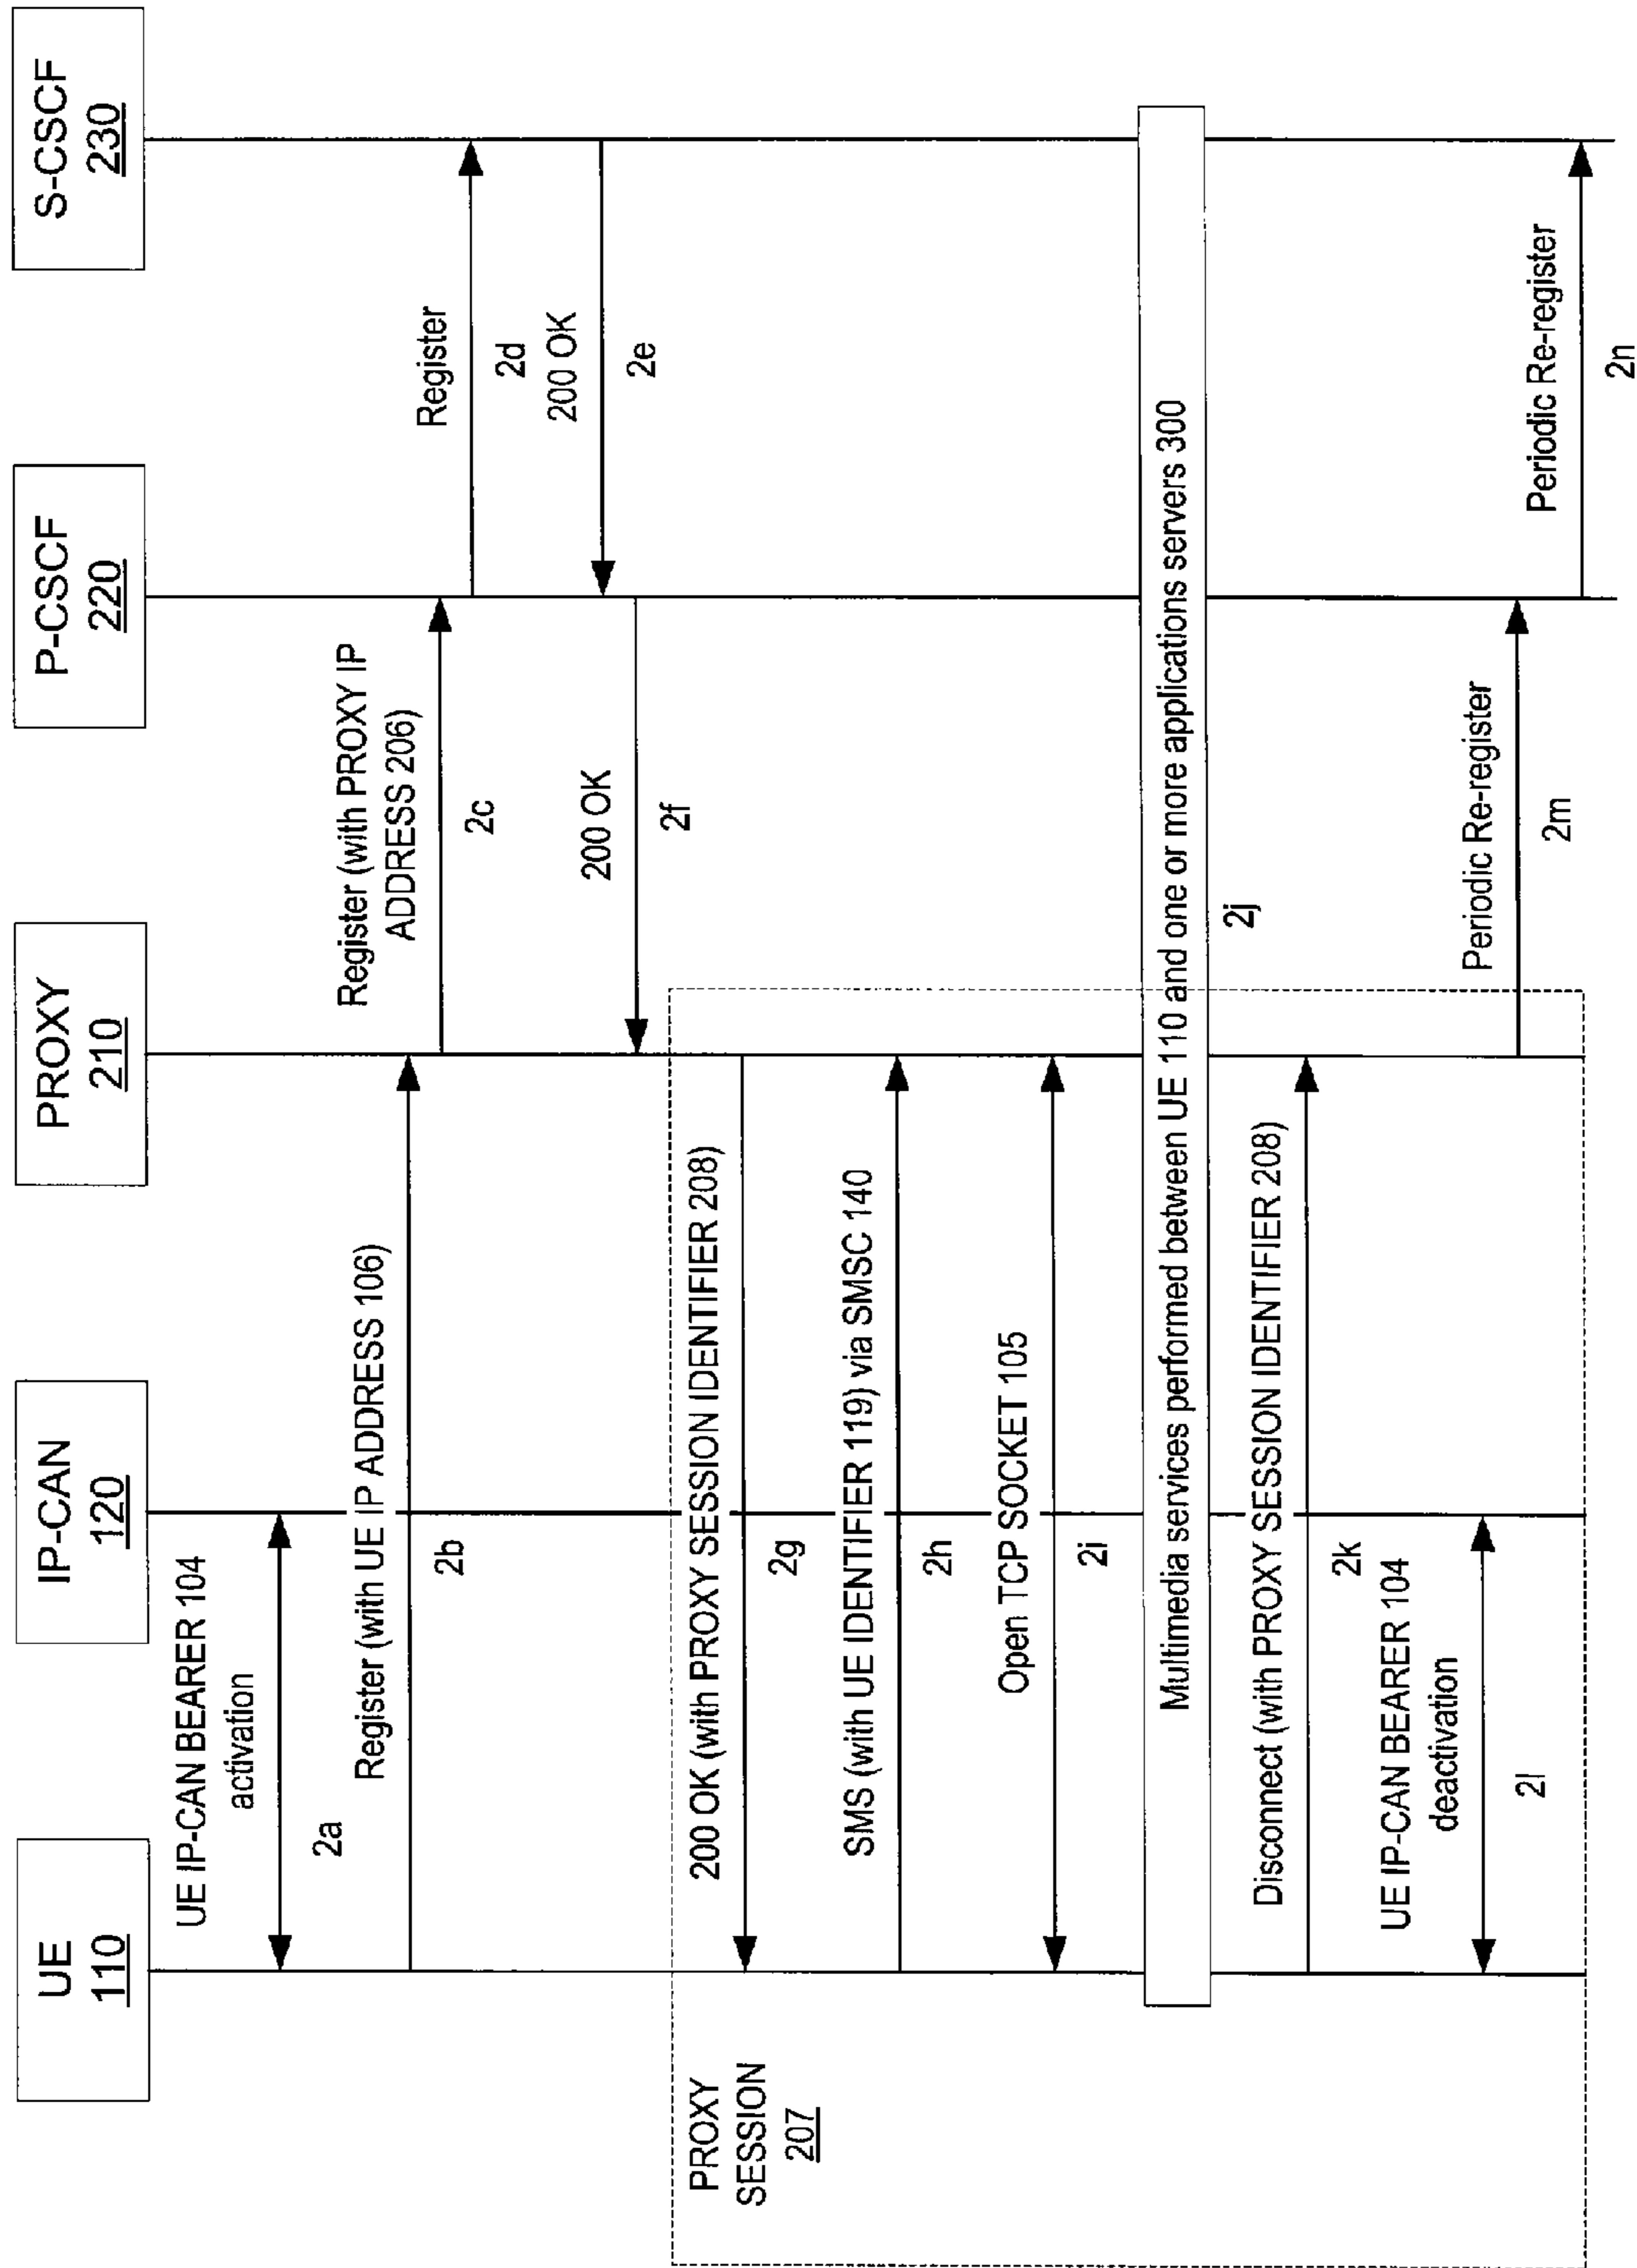 UE
110
IP-CAN
120
PROXY
210
P-CSCF
220
S-CSCF
230
UE IP-CAN BEARER 104
activation
2a
Register (with UE IP ADDRESS 106)
2b
Register (with PROXY IP
ADDRESS 206)
2c
Register
2d
200 OK
2e
200 OK
2f
PROXY
SESSION
207
200 OK (with PROXY SESSION IDENTIFIER 208)
2g
SMS (with UE IDENTIFIER 119) via SMSC 140
2h
Open TCP SOCKET 105
2i
Multimedia services performed between UE 110 and one or more applications servers 300
2j
Disconnect (with PROXY SESSION IDENTIFIER 208)
2k
UE IP-CAN BEARER 104
deactivation
2l
Periodic Re-register
2m
Periodic Re-register
2n